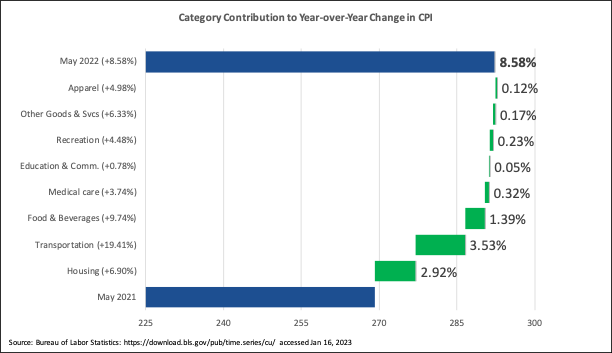 Category Contribution to Year-over-Year Change in CPI
May 2022 (+8.58%) 8.58%
Apparel (+4.98%) 0.12%
Other Goods & Svcs (+6.33%) 0.17%
Recreation (+4.48%) 0.23%
Education & Comm. (+0.78%) 0.05%
Medical care (+3.74%) 0.32%
Food & Beverages (+9.74%) 1.39%
Transportation (+19.41%) 3.53%
Housing (+6.90%) 2.92%
May 2021
225 240 255 270 285 300
Source: Bureau of Labor Statistics: https://download.bls.gov/pub/time.series/cu/ accessed Jan 16, 2023